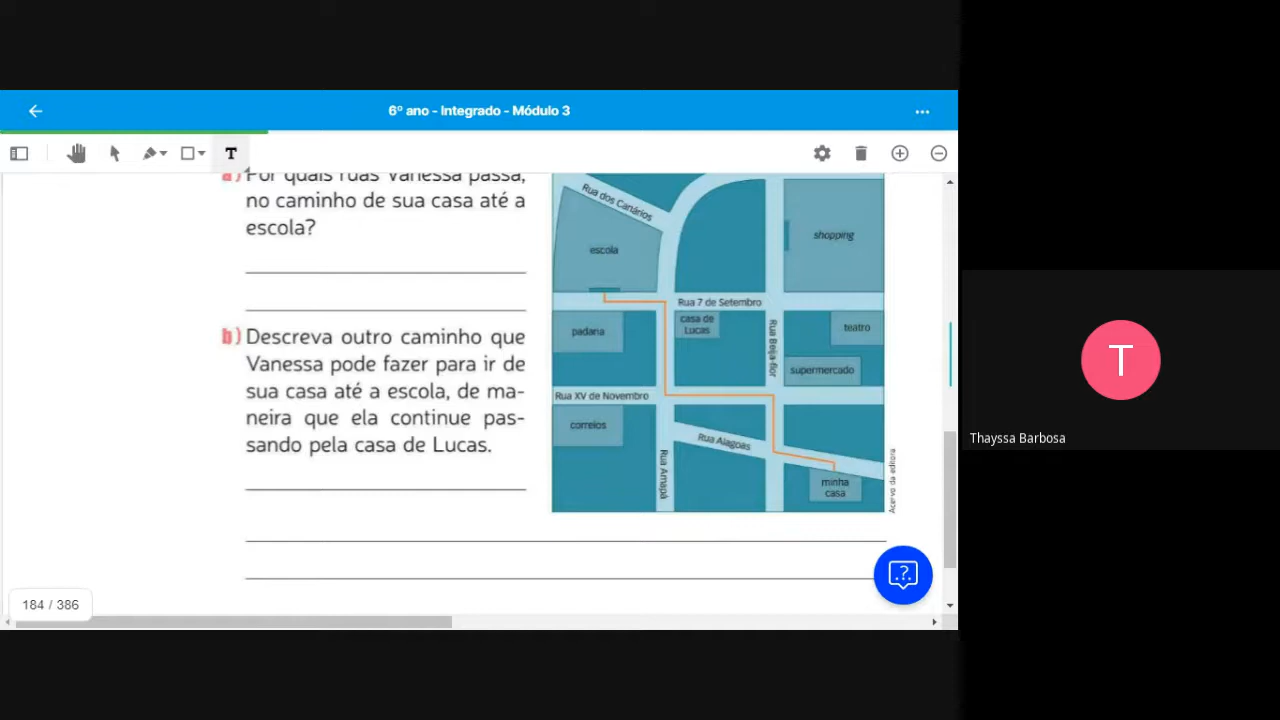 6º ano - Integrado - Módulo 3
T
a) Por quais ruas Vanessa passa,
no caminho de sua casa até a
escola?
b) Descreva outro caminho que
Vanessa pode fazer para ir de
sua casa até a escola, de ma-
neira que ela continue pas-
sando pela casa de Lucas.
Rua dos Canários
escola
shopping
Rua 7 de Setembro
padaria
casa de
Lucas
Rua Beija-flor
teatro
supermercado
Rua XV de Novembro
correios
Rua Alagoas
Rua Amapá
minha
casa
Acervo da editora
184 / 386
T
Thayssa Barbosa